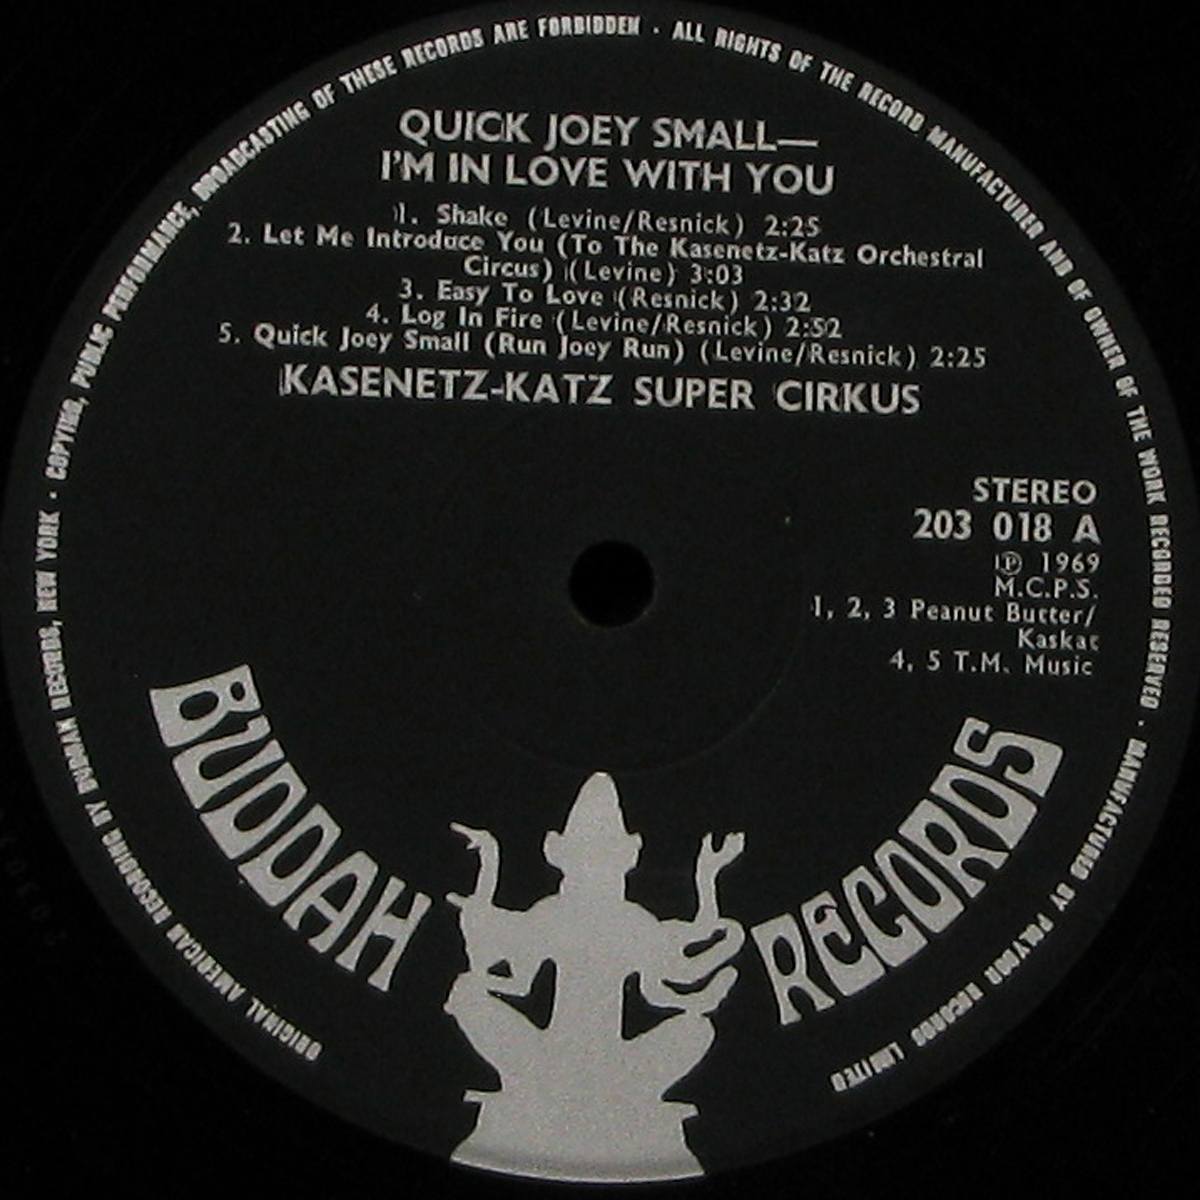 ORIGINAL AMERICAN RECORDING BY BUDDAH RECORDS, NEW YORK · COPYING, PUBLIC PERFORMANCE, BROADCASTING OF THESE RECORDS ARE FORBIDDEN · ALL RIGHTS OF THE RECORD MANUFACTURER AND OF OWNER OF THE WORK RECORDED RESERVED · MANUFACTURED BY POLYDOR RECORDS LIMITED
QUICK JOEY SMALL—
I'M IN LOVE WITH YOU
1. Shake (Levine/Resnick) 2:25
2. Let Me Introduce You (To The Kasenetz-Katz Orchestral
Circus) (Levine) 3:03
3. Easy To Love (Resnick) 2:32
4. Log In Fire (Levine/Resnick) 2:52
5. Quick Joey Small (Run Joey Run) (Levine/Resnick) 2:25
KASENETZ-KATZ SUPER CIRKUS
STEREO
203 018 A
Ⓟ 1969
M.C.P.S.
1, 2, 3 Peanut Butter/
Kaskat
4, 5 T.M. Music
BUDDAH RECORDS